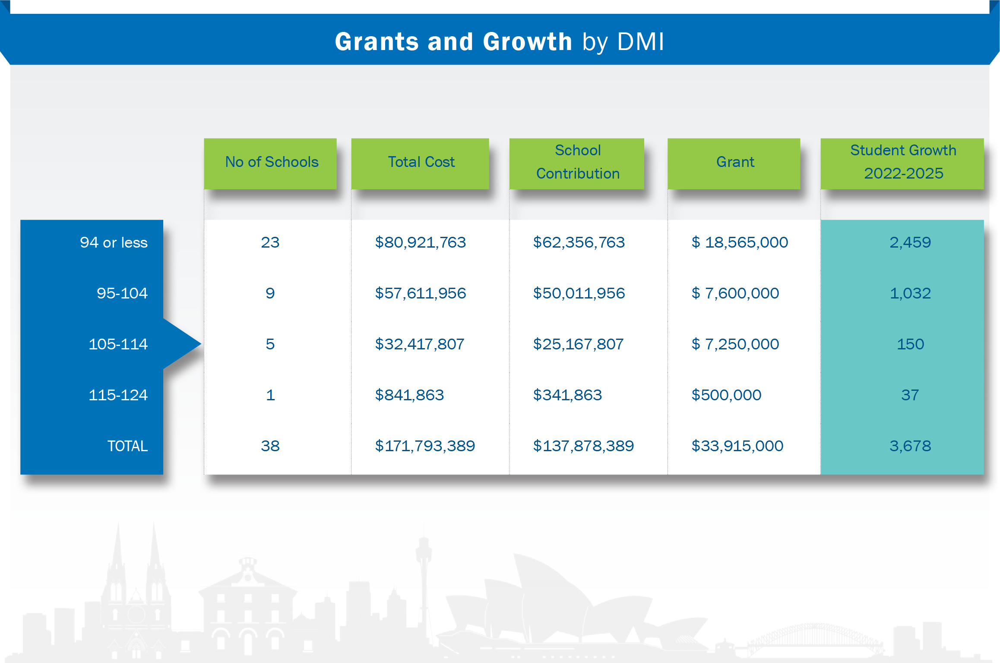 Grants and Growth by DMI
No of Schools
Total Cost
School
Contribution
Grant
Student Growth
2022-2025
94 or less 23 $80,921,763 $62,356,763 $ 18,565,000 2,459
95-104 9 $57,611,956 $50,011,956 $ 7,600,000 1,032
105-114 5 $32,417,807 $25,167,807 $ 7,250,000 150
115-124 1 $841,863 $341,863 $500,000 37
TOTAL 38 $171,793,389 $137,878,389 $33,915,000 3,678